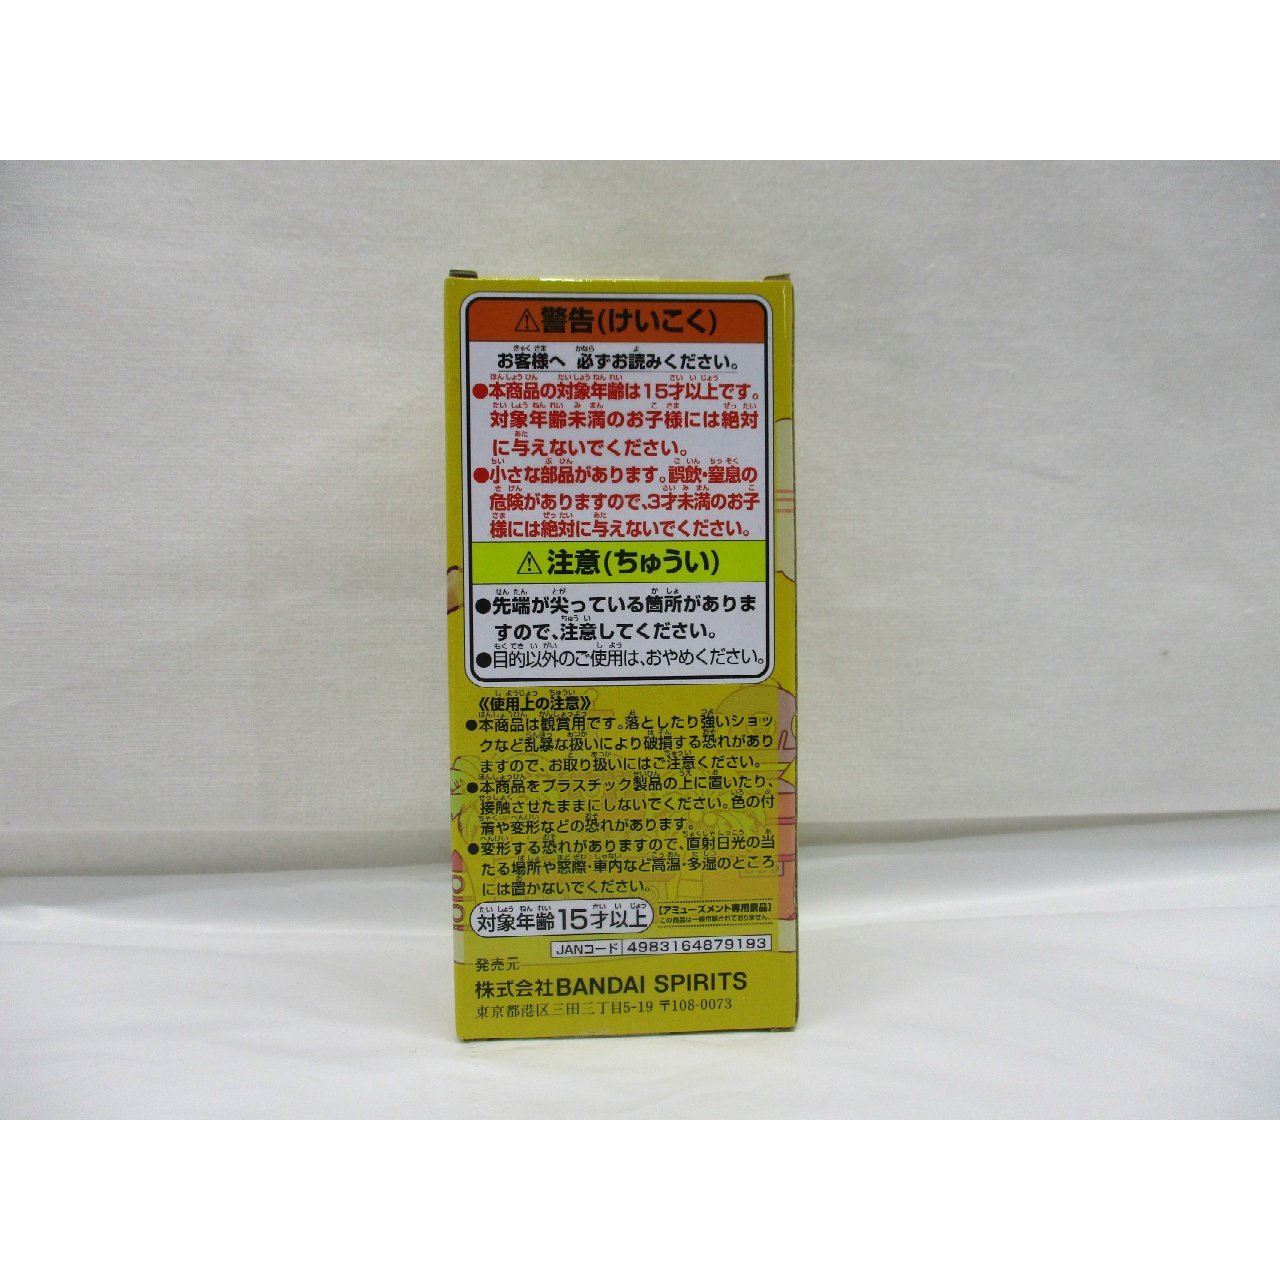 ⚠警告(けいこく)
お客様へ 必ずお読みください。
●本商品の対象年齢は15才以上です。
対象年齢未満のお子様には絶対
に与えないでください。
●小さな部品があります。誤飲・窒息の
危険がありますので、3才未満のお子
様には絶対に与えないでください。
⚠注意(ちゅうい)
●先端が尖っている箇所がありま
すので、注意してください。
●目的以外のご使用は、おやめください。
《使用上の注意》
●本商品は観賞用です。落としたり強いショッ
クなど乱暴な扱いにより破損する恐れがあり
ますので、お取り扱いにはご注意ください。
●本商品をプラスチック製品の上に置いたり、
接触させたままにしないでください。色の付
着や変形などの恐れがあります。
●変形する恐れがありますので、直射日光の当
たる場所や窓際・車内など高温・多湿のところ
には置かないでください。
対象年齢15才以上
【アミューズメント専用景品】
この商品は一般市販されておりません。
JANコード 4983164879193
発売元
株式会社BANDAI SPIRITS
東京都港区三田三丁目5-19 〒108-0073